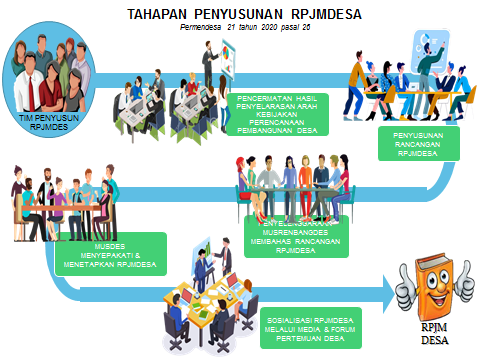 TAHAPAN PENYUSUNAN RPJMDESA
Permendesa 21 tahun 2020 pasal 26
TIM PENYUSUN
RPJMDES
PENCERMATAN HASIL
PENYELARASAN ARAH
KEBIJAKAN
PERENCANAAN
PEMBANGUNAN DESA
PENYUSUNAN
RANCANGAN
RPJMDESA
PENYELENGGARAAN
MUSRENBANGDES
MEMBAHAS RANCANGAN
RPJMDESA
MUSDES
MENYEPAKATI &
MENETAPKAN RPJMDESA
SOSIALISASI RPJMDESA
MELALUI MEDIA & FORUM
PERTEMUAN DESA
RPJM
DESA